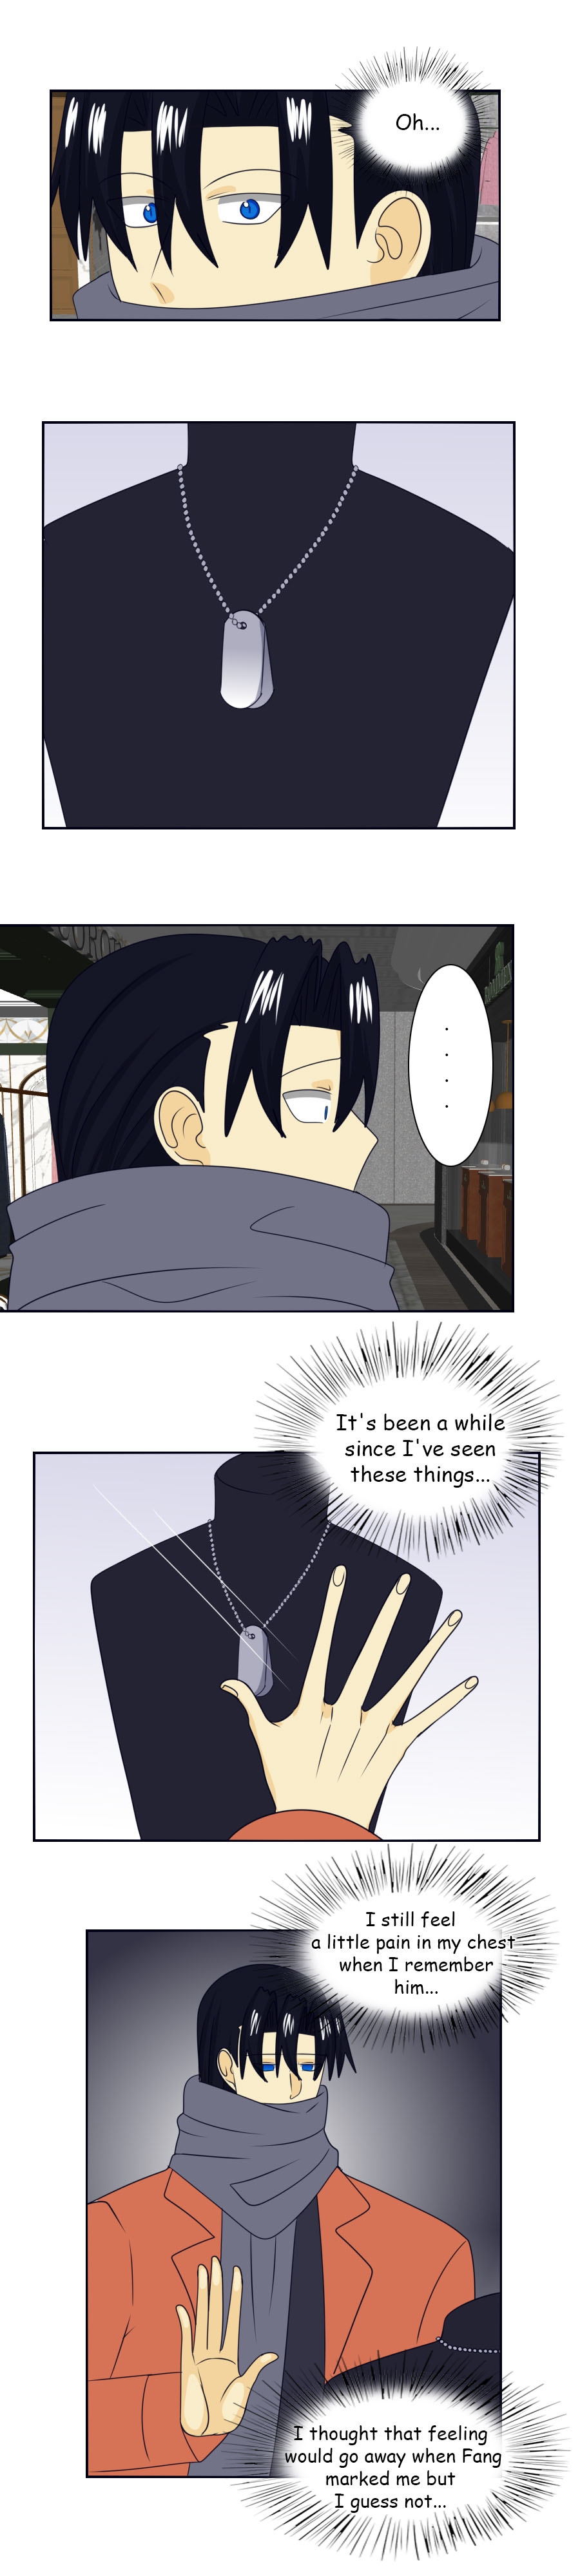 Oh...
. . . .
It's been a while
since I've seen
these things...
I still feel
a little pain in my chest
when I remember
him...
I thought that feeling
would go away when Fang
marked me but
I guess not...